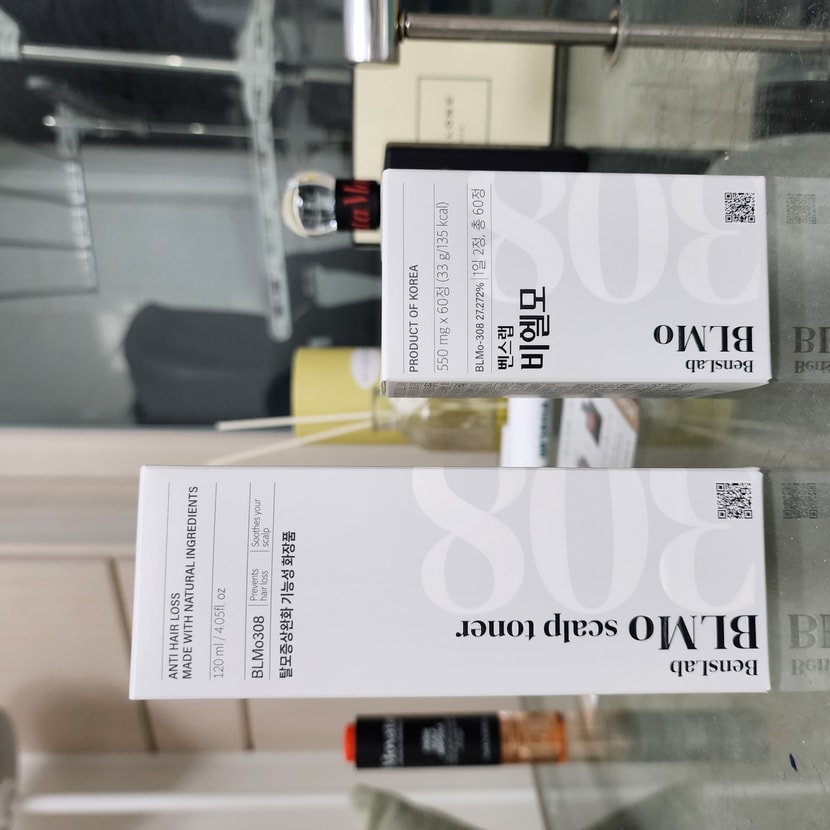 PRODUCT OF KOREA
550 mg x 60정 (33 g/135 kcal)
BLMo-308 27.272% 1일 2정, 총 60정
벤스랩
비엘모
308
BLMo
BensLab
ANTI HAIR LOSS
MADE WITH NATURAL INGREDIENTS
120 ml / 4.05fl. oz
BLMo308
Prevents
hair loss
Soothes your
scalp
탈모증상완화 기능성 화장품
308
BLMo scalp toner
BensLab